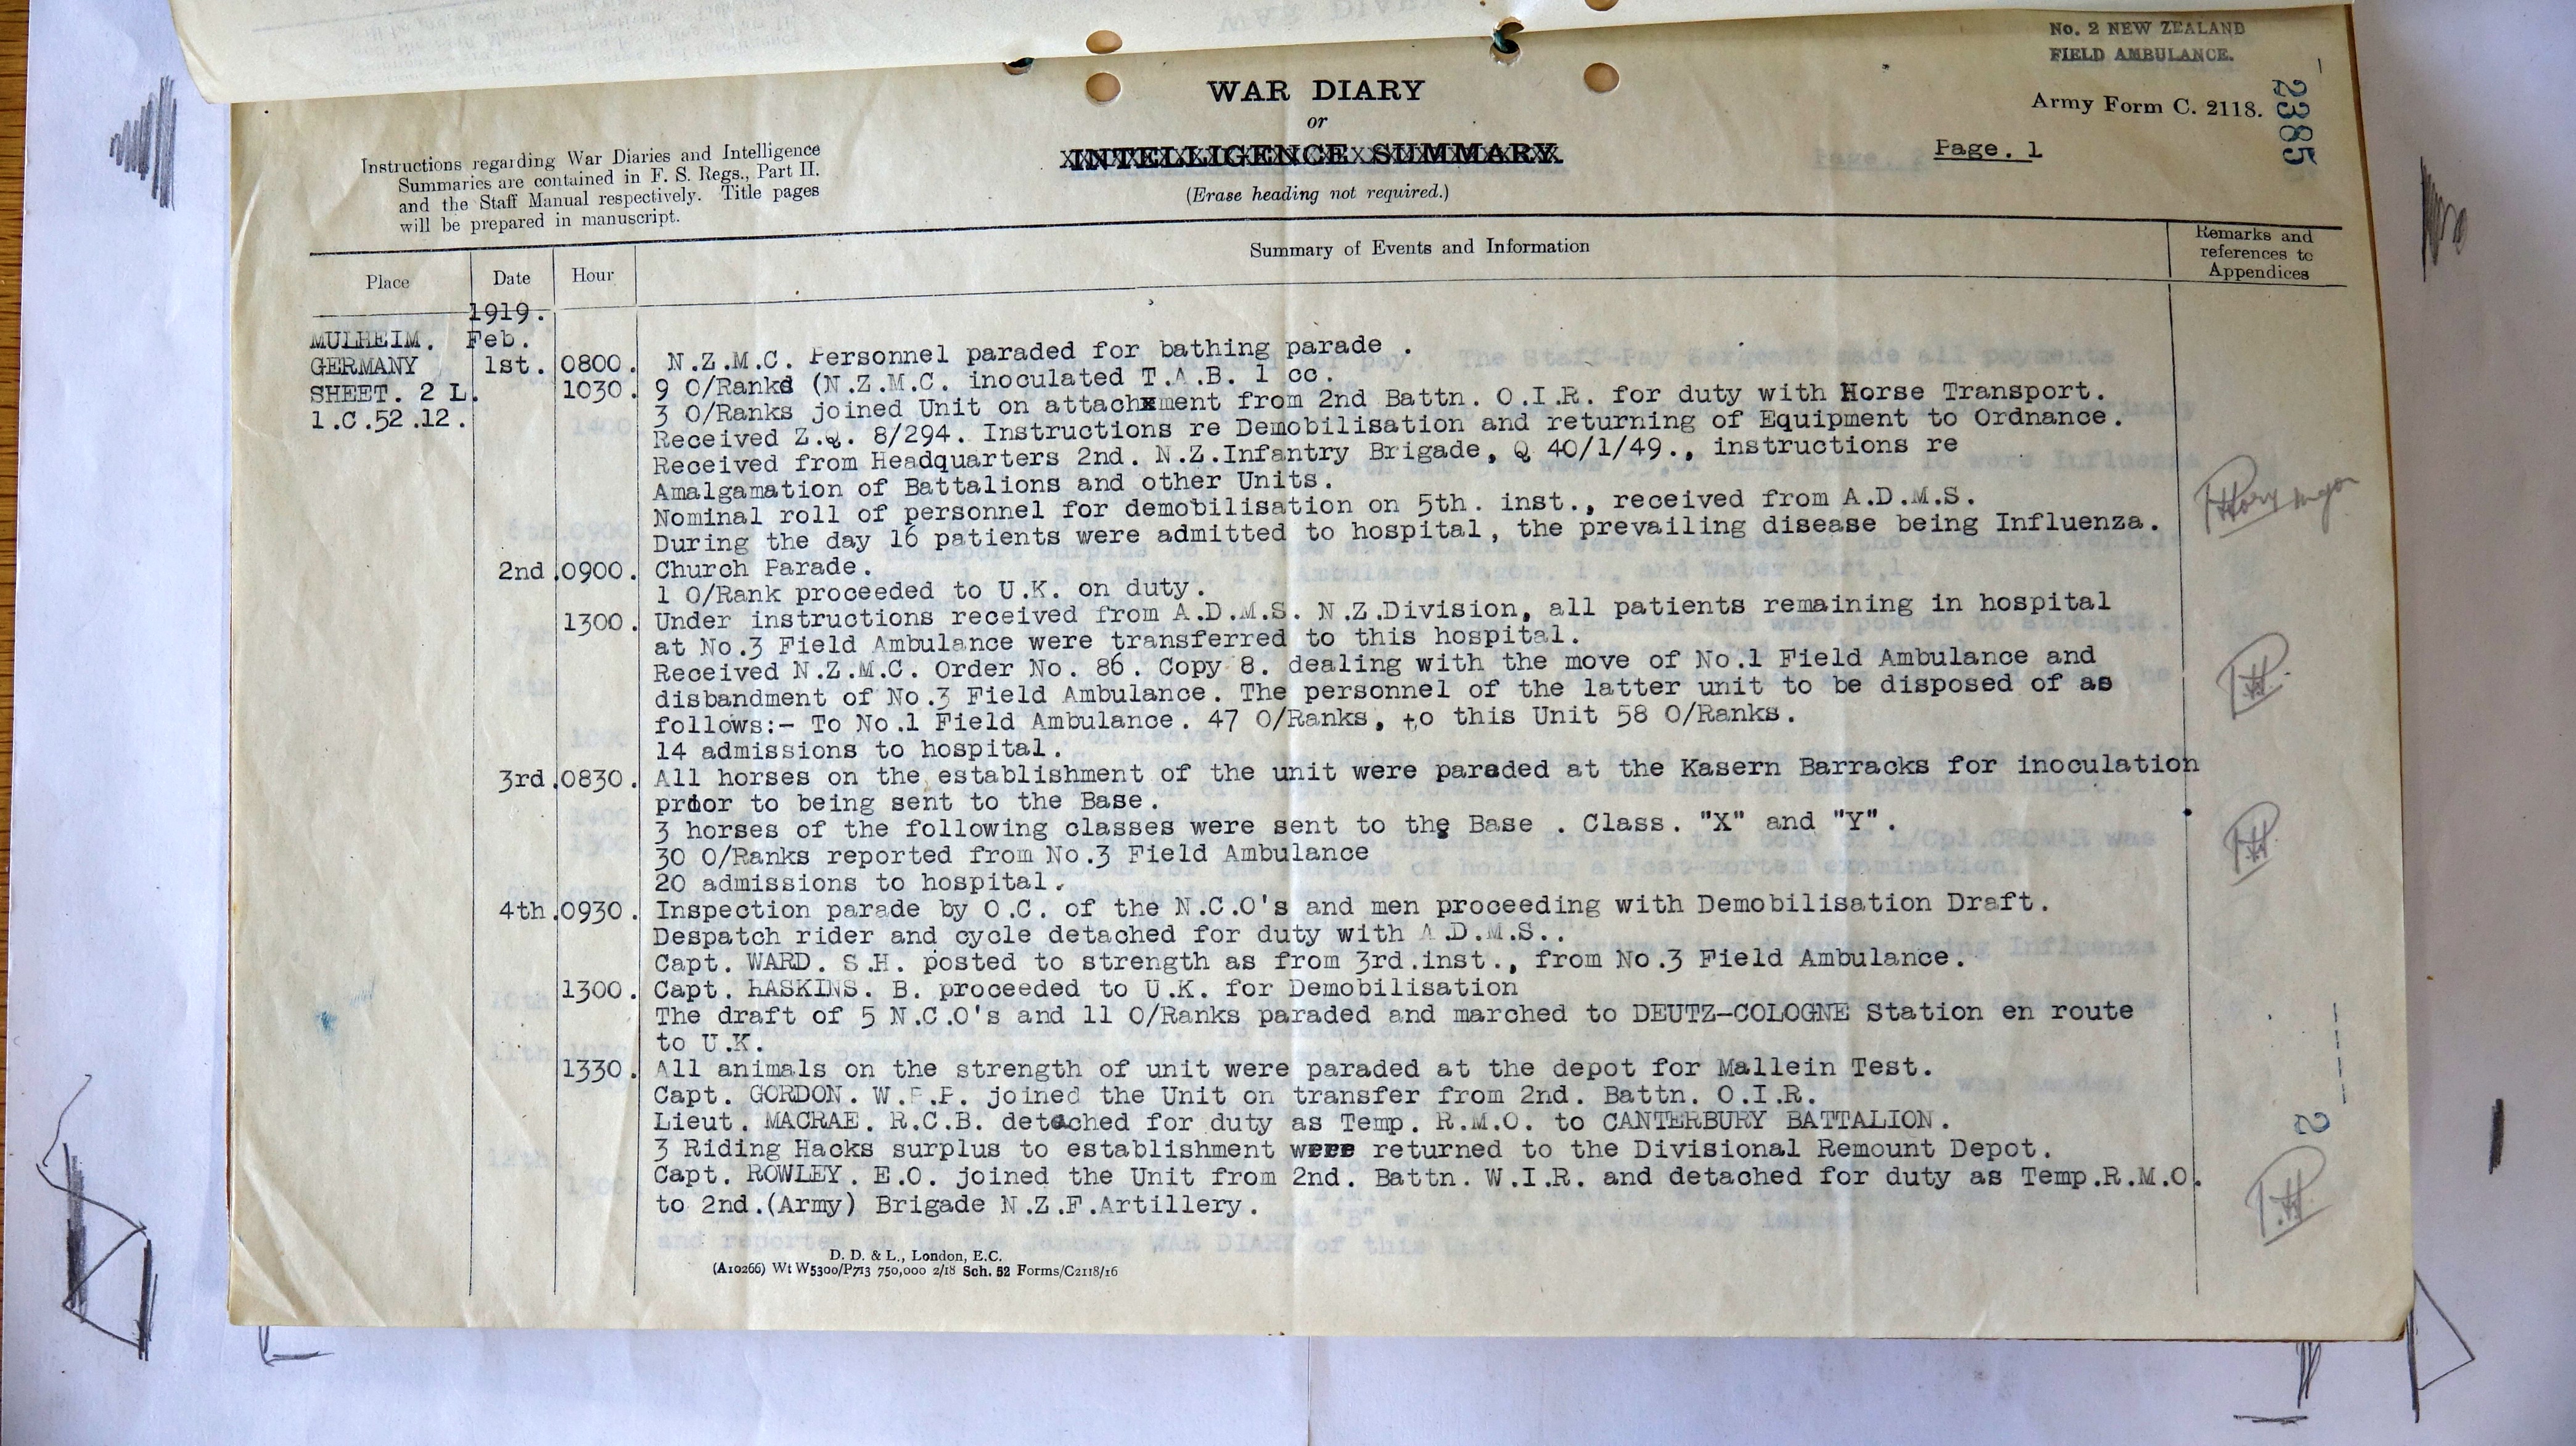 No. 2 NEW ZEALAND
FIELD AMBULANCE.
WAR DIARY
or
INTELLIGENCE SUMMARY.
(Erase heading not required.)
Army Form C. 2118.
2385
Page. 1
Instructions regarding War Diaries and Intelligence
Summaries are contained in F. S. Regs., Part II.
and the Staff Manual respectively. Title pages
will be prepared in manuscript.
Place Date Hour Summary of Events and Information Remarks and references to Appendices
1919.
MULHEIM. Feb.
GERMANY 1st. 0800. N.Z.M.C. Personnel paraded for bathing parade .
SHEET. 2 L. 1030. 9 O/Ranks (N.Z.M.C. inoculated T.A.B. 1 cc.
1.C.52.12. 3 O/Ranks joined Unit on attachment from 2nd Battn. O.I.R. for duty with Horse Transport.
Received Z.Q. 8/294. Instructions re Demobilisation and returning of Equipment to Ordnance.
Received from Headquarters 2nd. N.Z.Infantry Brigade, Q 40/1/49., instructions re
Amalgamation of Battalions and other Units.
Nominal roll of personnel for demobilisation on 5th. inst., received from A.D.M.S.
During the day 16 patients were admitted to hospital, the prevailing disease being Influenza.
2nd.0900. Church Parade.
1 O/Rank proceeded to U.K. on duty.
1300. Under instructions received from A.D.M.S. N.Z.Division, all patients remaining in hospital
at No.3 Field Ambulance were transferred to this hospital.
Received N.Z.M.C. Order No. 86. Copy 8. dealing with the move of No.1 Field Ambulance and
disbandment of No.3 Field Ambulance. The personnel of the latter unit to be disposed of as
follows:- To No.1 Field Ambulance. 47 O/Ranks, to this Unit 58 O/Ranks.
14 admissions to hospital.
3rd.0830. All horses on the establishment of the unit were paraded at the Kasern Barracks for inoculation
prior to being sent to the Base.
3 horses of the following classes were sent to the Base . Class. "X" and "Y".
30 O/Ranks reported from No.3 Field Ambulance
20 admissions to hospital.
4th.0930. Inspection parade by O.C. of the N.C.O's and men proceeding with Demobilisation Draft.
Despatch rider and cycle detached for duty with A.D.M.S..
Capt. WARD. S.H. posted to strength as from 3rd.inst., from No.3 Field Ambulance.
1300. Capt. HASKINS. B. proceeded to U.K. for Demobilisation
The draft of 5 N.C.O's and 11 O/Ranks paraded and marched to DEUTZ-COLOGNE Station en route
to U.K.
1330. All animals on the strength of unit were paraded at the depot for Mallein Test.
Capt. GORDON. W.P.P. joined the Unit on transfer from 2nd. Battn. O.I.R.
Lieut. MACRAE. R.C.B. detached for duty as Temp. R.M.O. to CANTERBURY BATTALION.
3 Riding Hacks surplus to establishment were returned to the Divisional Remount Depot.
Capt. ROWLEY. E.O. joined the Unit from 2nd. Battn. W.I.R. and detached for duty as Temp.R.M.O.
to 2nd.(Army) Brigade N.Z.F.Artillery.
2
D. D. & L., London, E.C.
(A10266) Wt W5300/P713 750,000 2/18 Sch. 52 Forms/C2118/16